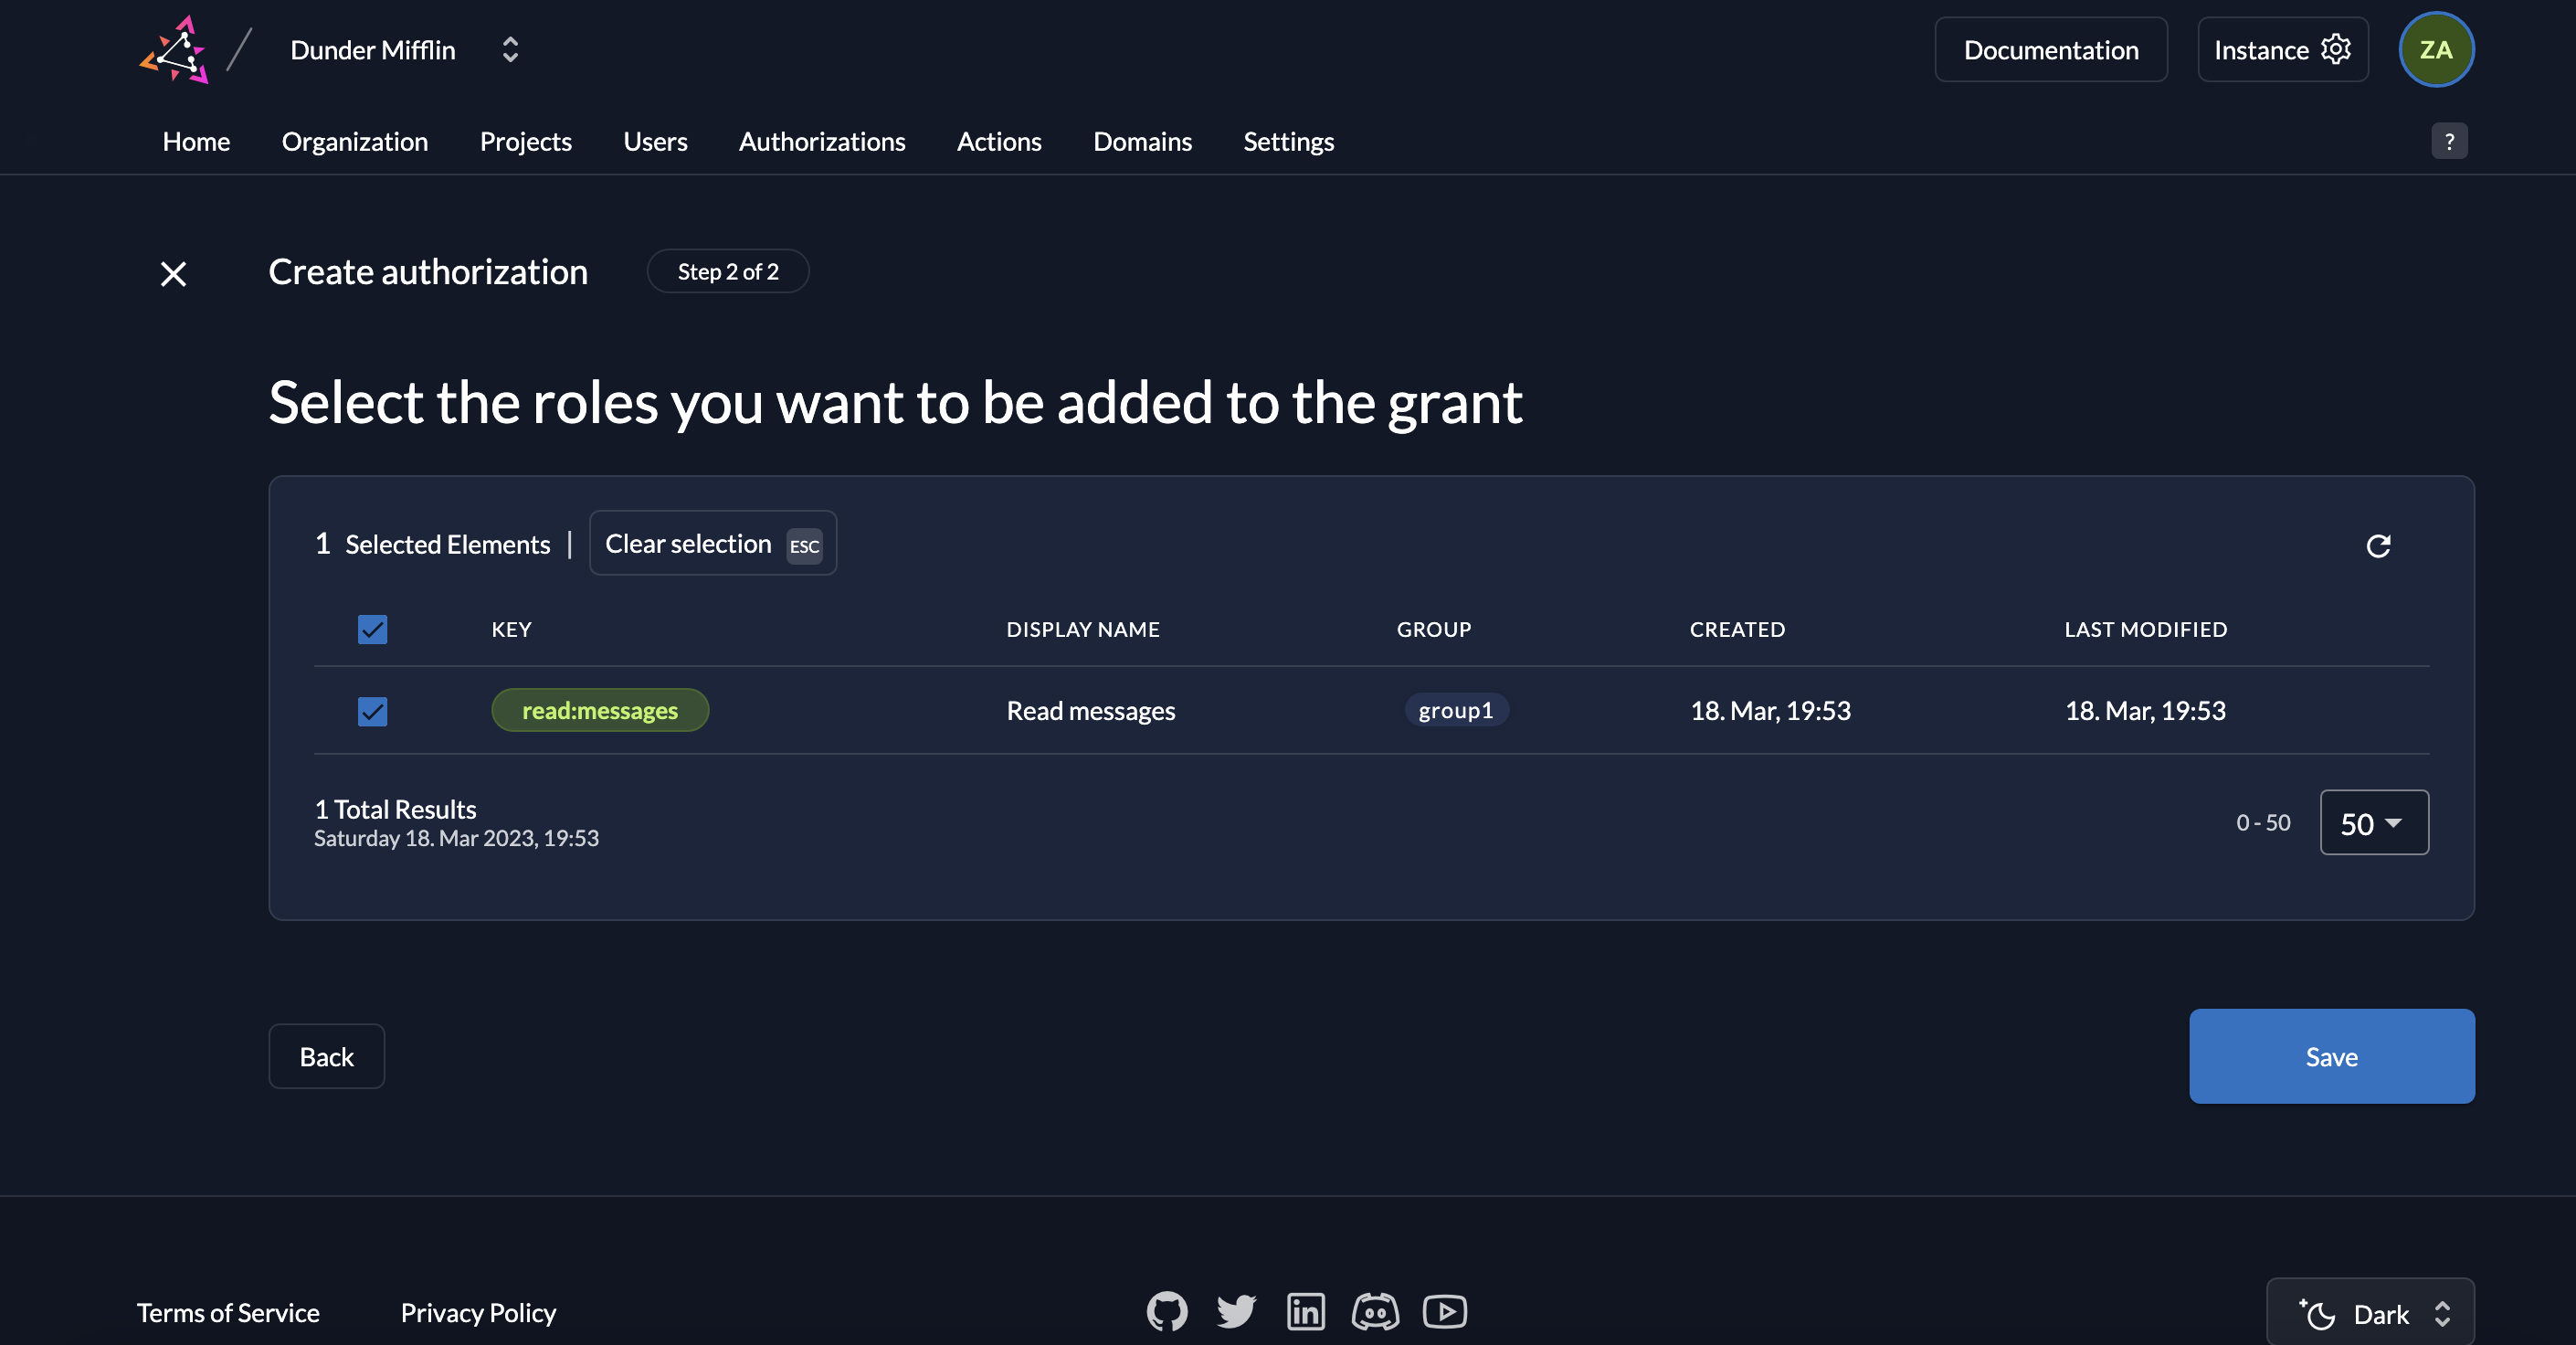 Dunder Mifflin
Documentation
Instance
ZA
Home Organization Projects Users Authorizations Actions Domains Settings
?
Create authorization
Step 2 of 2
Select the roles you want to be added to the grant
1 Selected Elements | Clear selection ESC
KEY DISPLAY NAME GROUP CREATED LAST MODIFIED
read:messages Read messages group1 18. Mar, 19:53 18. Mar, 19:53
1 Total Results
Saturday 18. Mar 2023, 19:53
0 - 50
50
Back
Save
Terms of Service Privacy Policy
Dark